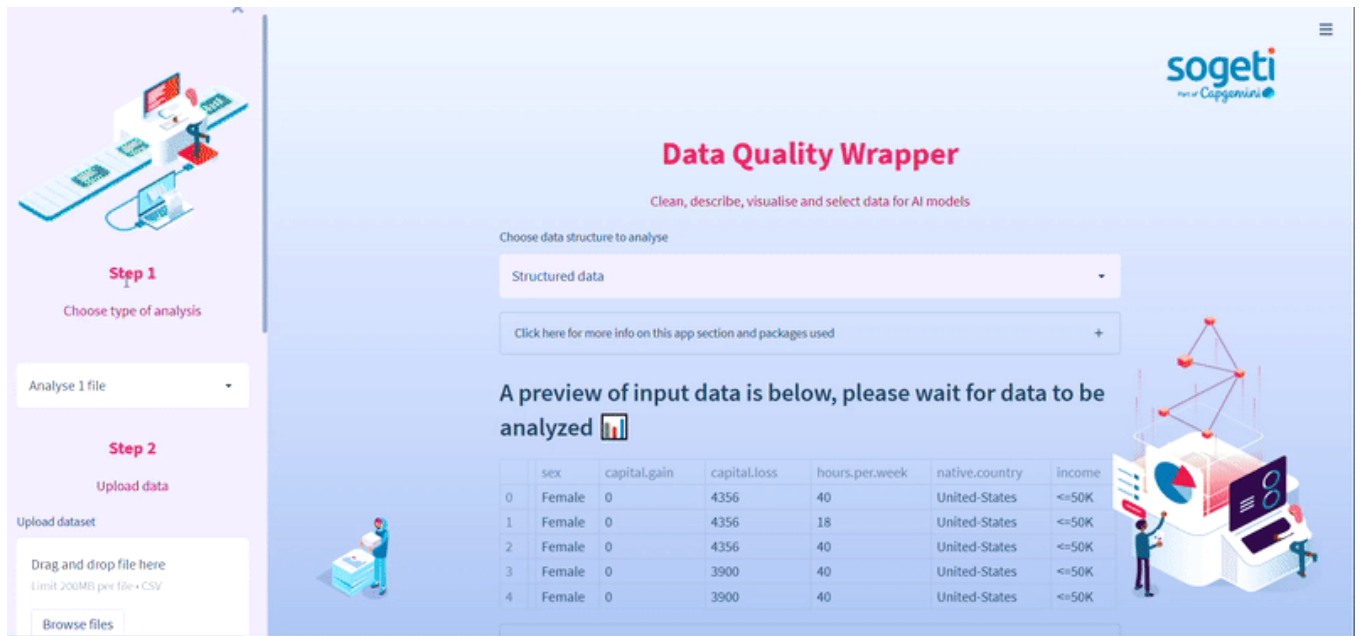 Step 1
Choose type of analysis
Analyse 1 file
Step 2
Upload data
Upload dataset
Drag and drop file here
Limit 200MB per file • CSV
Browse files
sogeti
Part of Capgemini
Data Quality Wrapper
Clean, describe, visualise and select data for AI models
Choose data structure to analyse
Structured data
Click here for more info on this app section and packages used
A preview of input data is below, please wait for data to be
analyzed 📊
sex capital.gain capital.loss hours.per.week native.country income
0 Female 0 4356 40 United-States <=50K
1 Female 0 4356 18 United-States <=50K
2 Female 0 4356 40 United-States <=50K
3 Female 0 3900 40 United-States <=50K
4 Female 0 3900 40 United-States <=50K